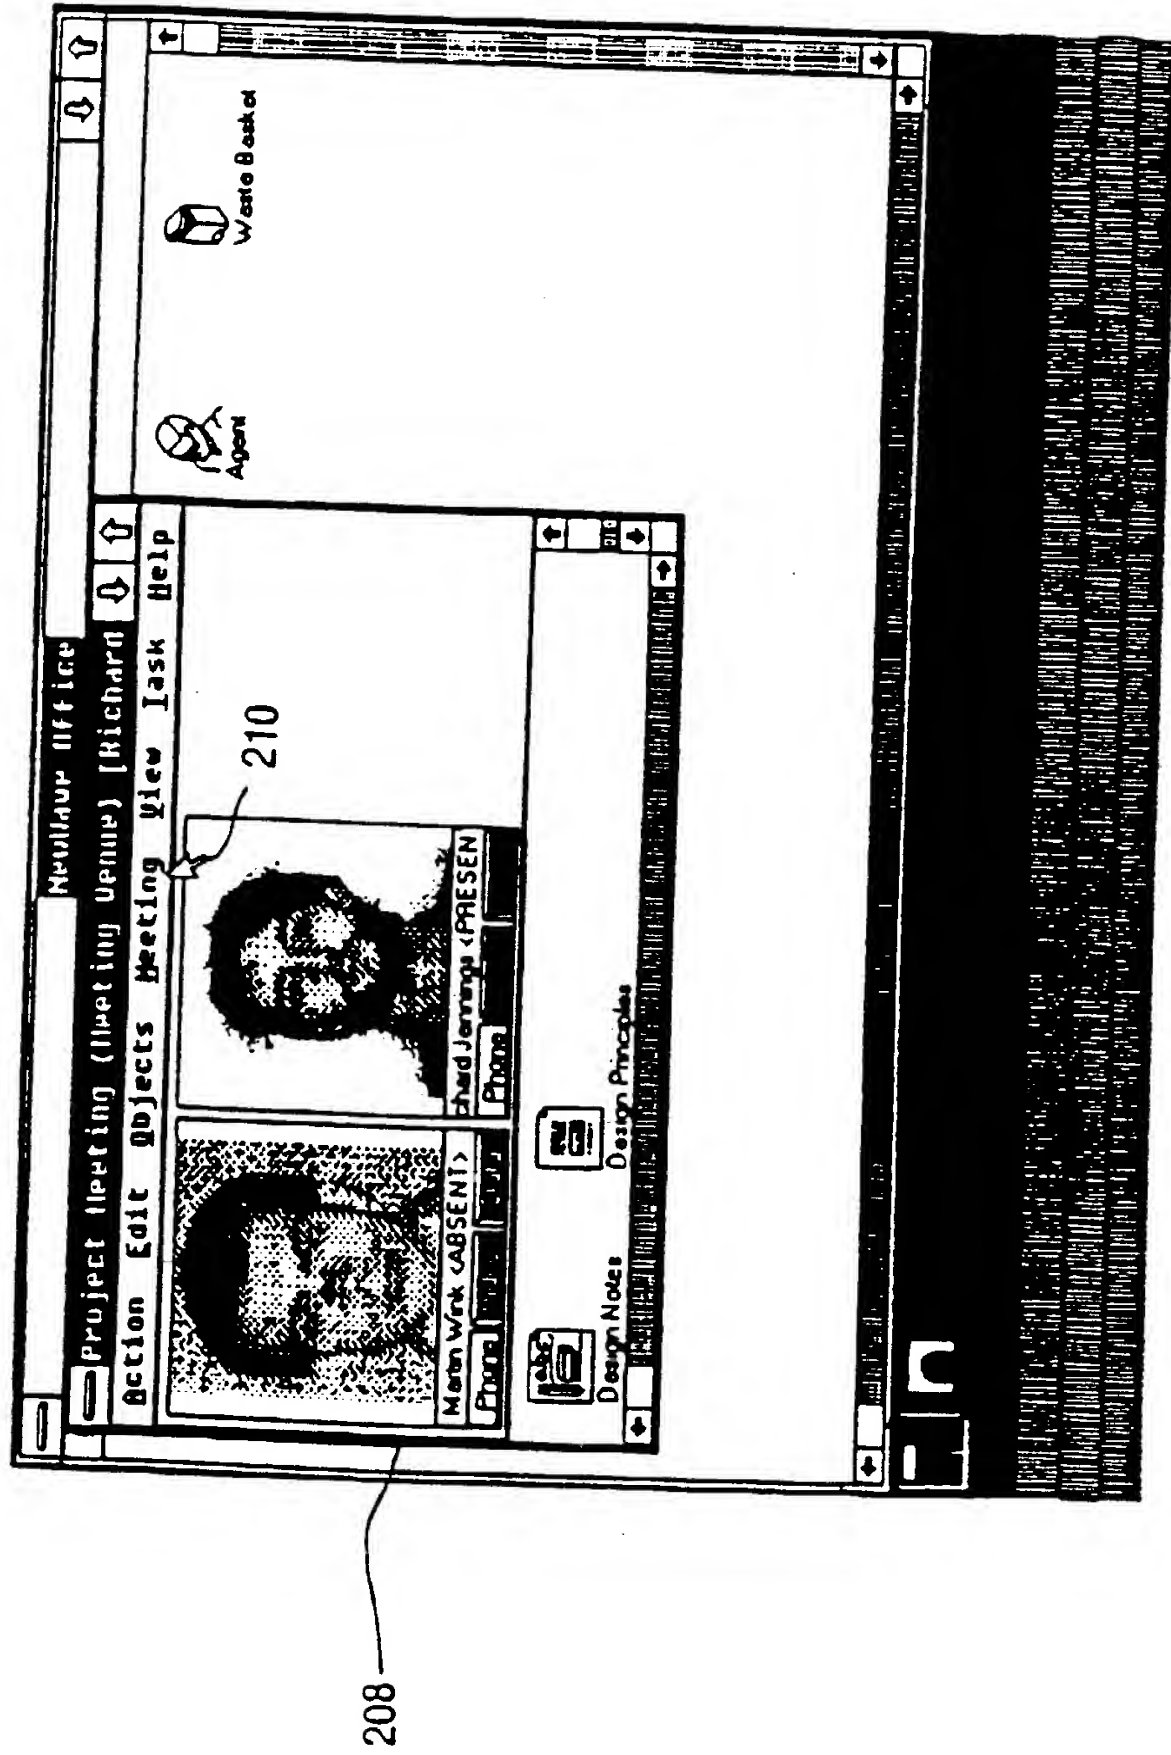 NewWave Office
Project Meeting (Meeting Venue) [Richard
Action Edit Objects Meeting View Task Help
210
Agent
Waste Basket
Martin Wink <ABSENT>
chard Jennings <PRESEN
Phone
Phone
Design Notes
Design Principles
208